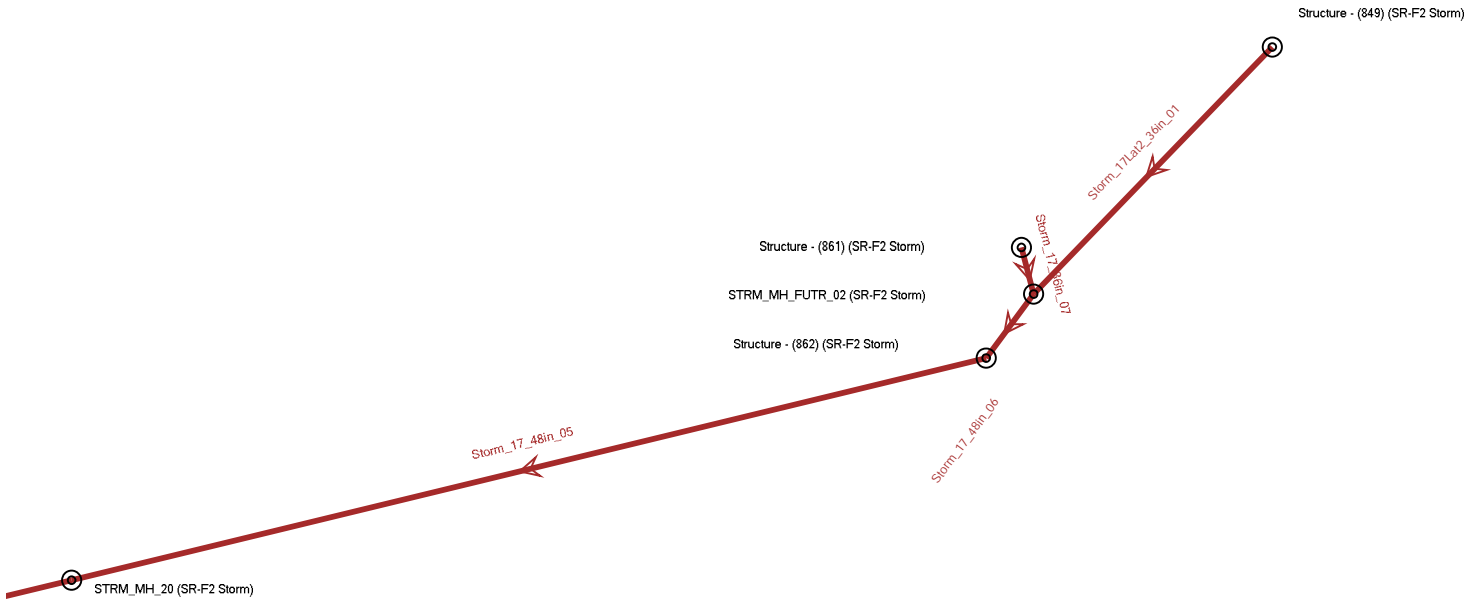 Structure - (849) (SR-F2 Storm)
Storm_17Lat2_36in_01
Storm_17_36in_07
Structure - (861) (SR-F2 Storm)
STRM_MH_FUTR_02 (SR-F2 Storm)
Structure - (862) (SR-F2 Storm)
Storm_17_48in_06
Storm_17_48in_05
STRM_MH_20 (SR-F2 Storm)